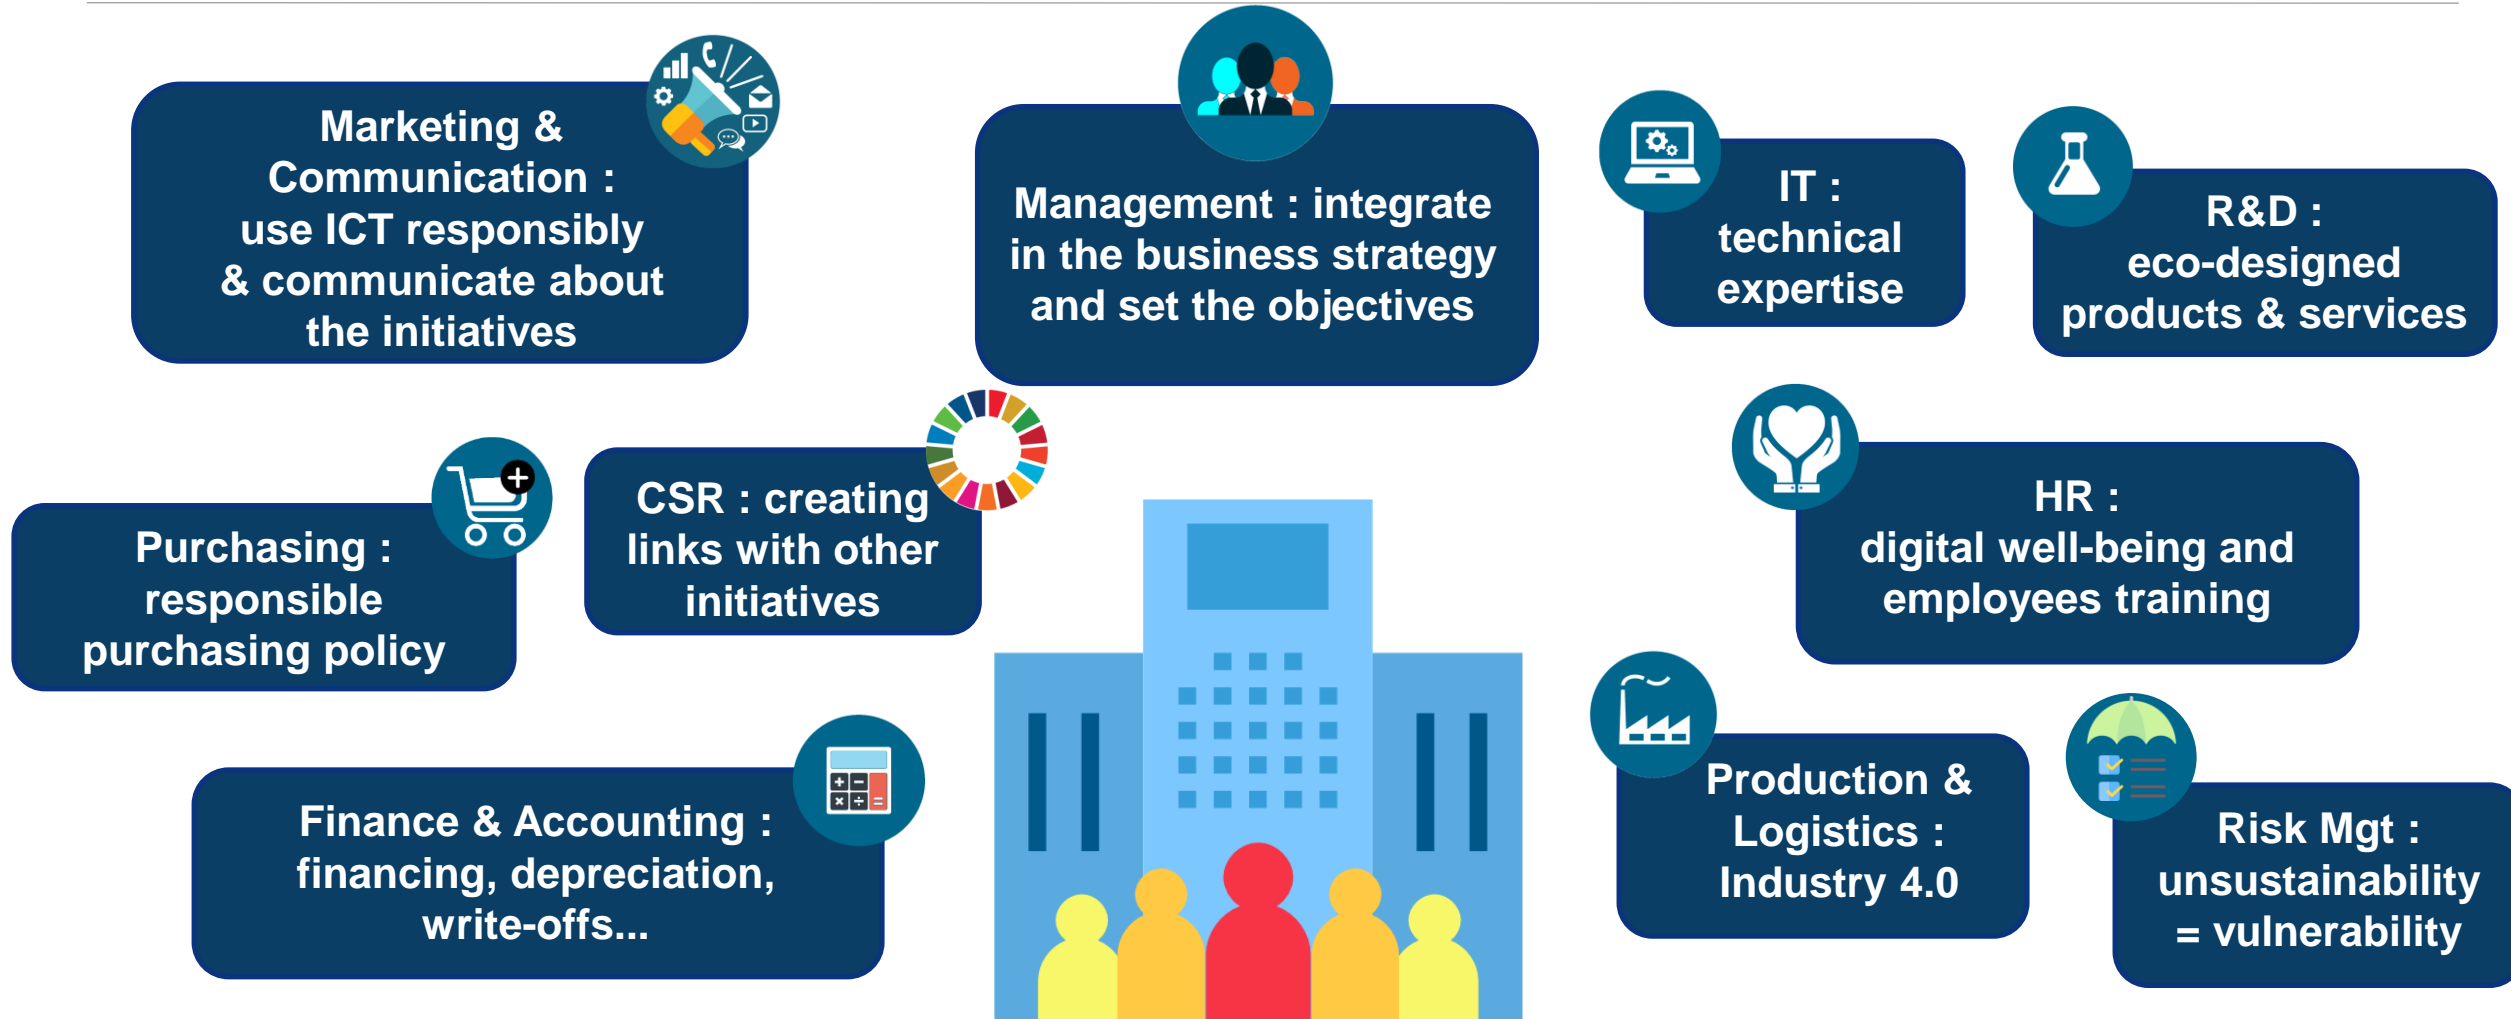 Marketing &
Communication :
use ICT responsibly
& communicate about
the initiatives
Management : integrate
in the business strategy
and set the objectives
IT :
technical
expertise
R&D :
eco-designed
products & services
Purchasing :
responsible
purchasing policy
CSR : creating
links with other
initiatives
HR :
digital well-being and
employees training
Finance & Accounting :
financing, depreciation,
write-offs...
Production &
Logistics :
Industry 4.0
Risk Mgt :
unsustainability
= vulnerability